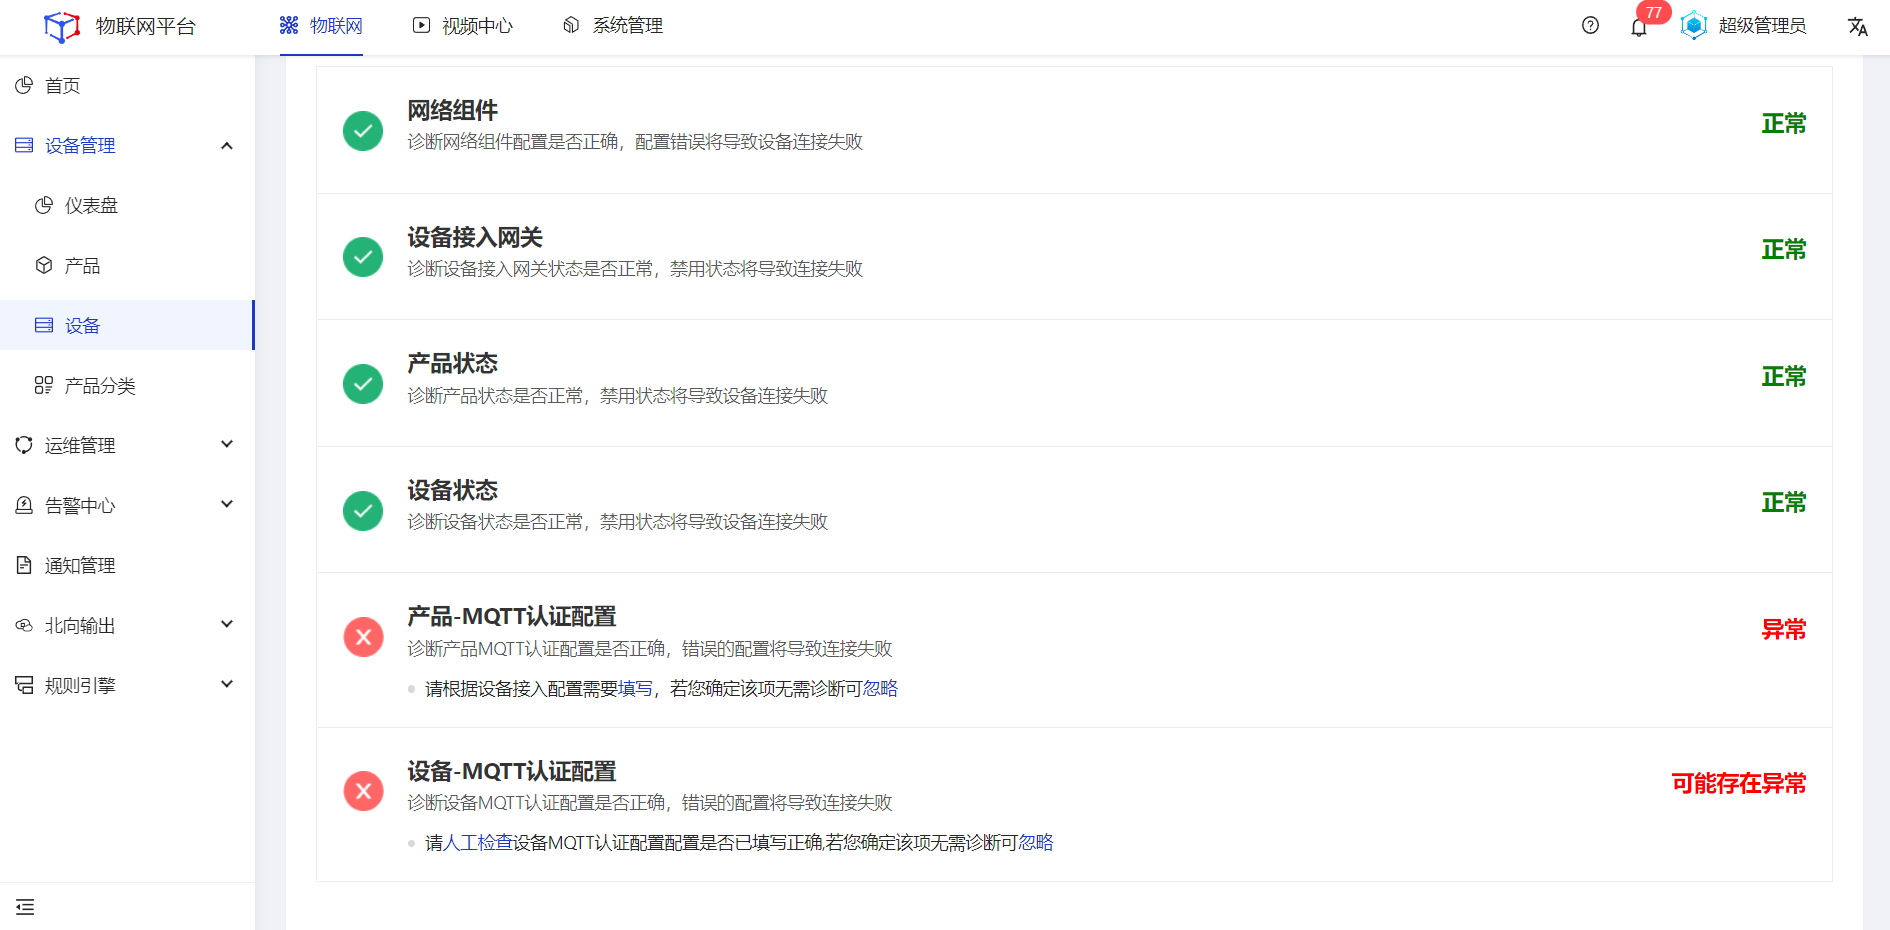 物联网平台
物联网
视频中心
系统管理
77
超级管理员
首页
设备管理
仪表盘
产品
设备
产品分类
运维管理
告警中心
通知管理
北向输出
规则引擎
网络组件
诊断网络组件配置是否正确，配置错误将导致设备连接失败
正常
设备接入网关
诊断设备接入网关状态是否正常，禁用状态将导致连接失败
正常
产品状态
诊断产品状态是否正常，禁用状态将导致设备连接失败
正常
设备状态
诊断设备状态是否正常，禁用状态将导致设备连接失败
正常
产品-MQTT认证配置
诊断产品MQTT认证配置是否正确，错误的配置将导致连接失败
请根据设备接入配置需要填写，若您确定该项无需诊断可忽略
异常
设备-MQTT认证配置
诊断设备MQTT认证配置是否正确，错误的配置将导致连接失败
请人工检查设备MQTT认证配置配置是否已填写正确,若您确定该项无需诊断可忽略
可能存在异常